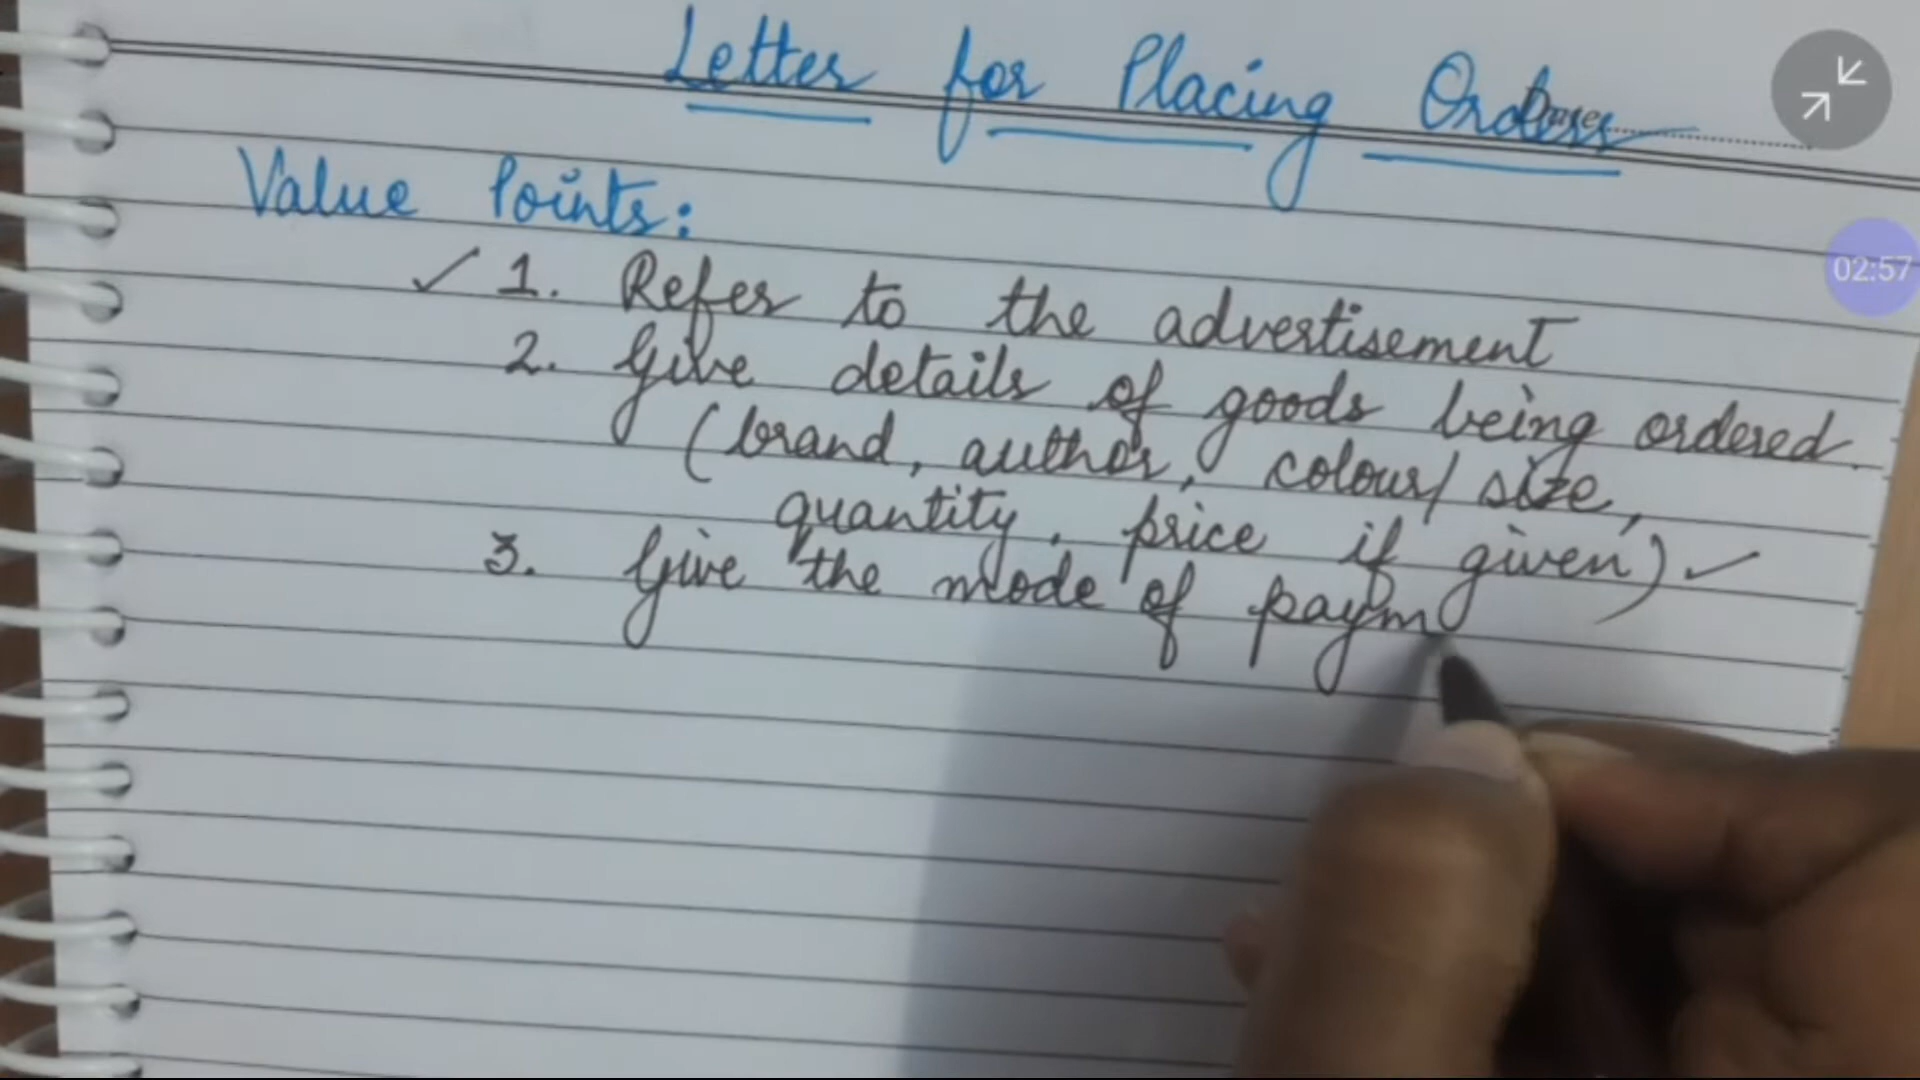 Letter for Placing Orders
Date
02:57
Value Points:
✓ 1. Refer to the advertisement
2. Give details of goods being ordered.
(brand, author, colour/ size,
quantity, price if given) ✓
3. Give the mode of paym